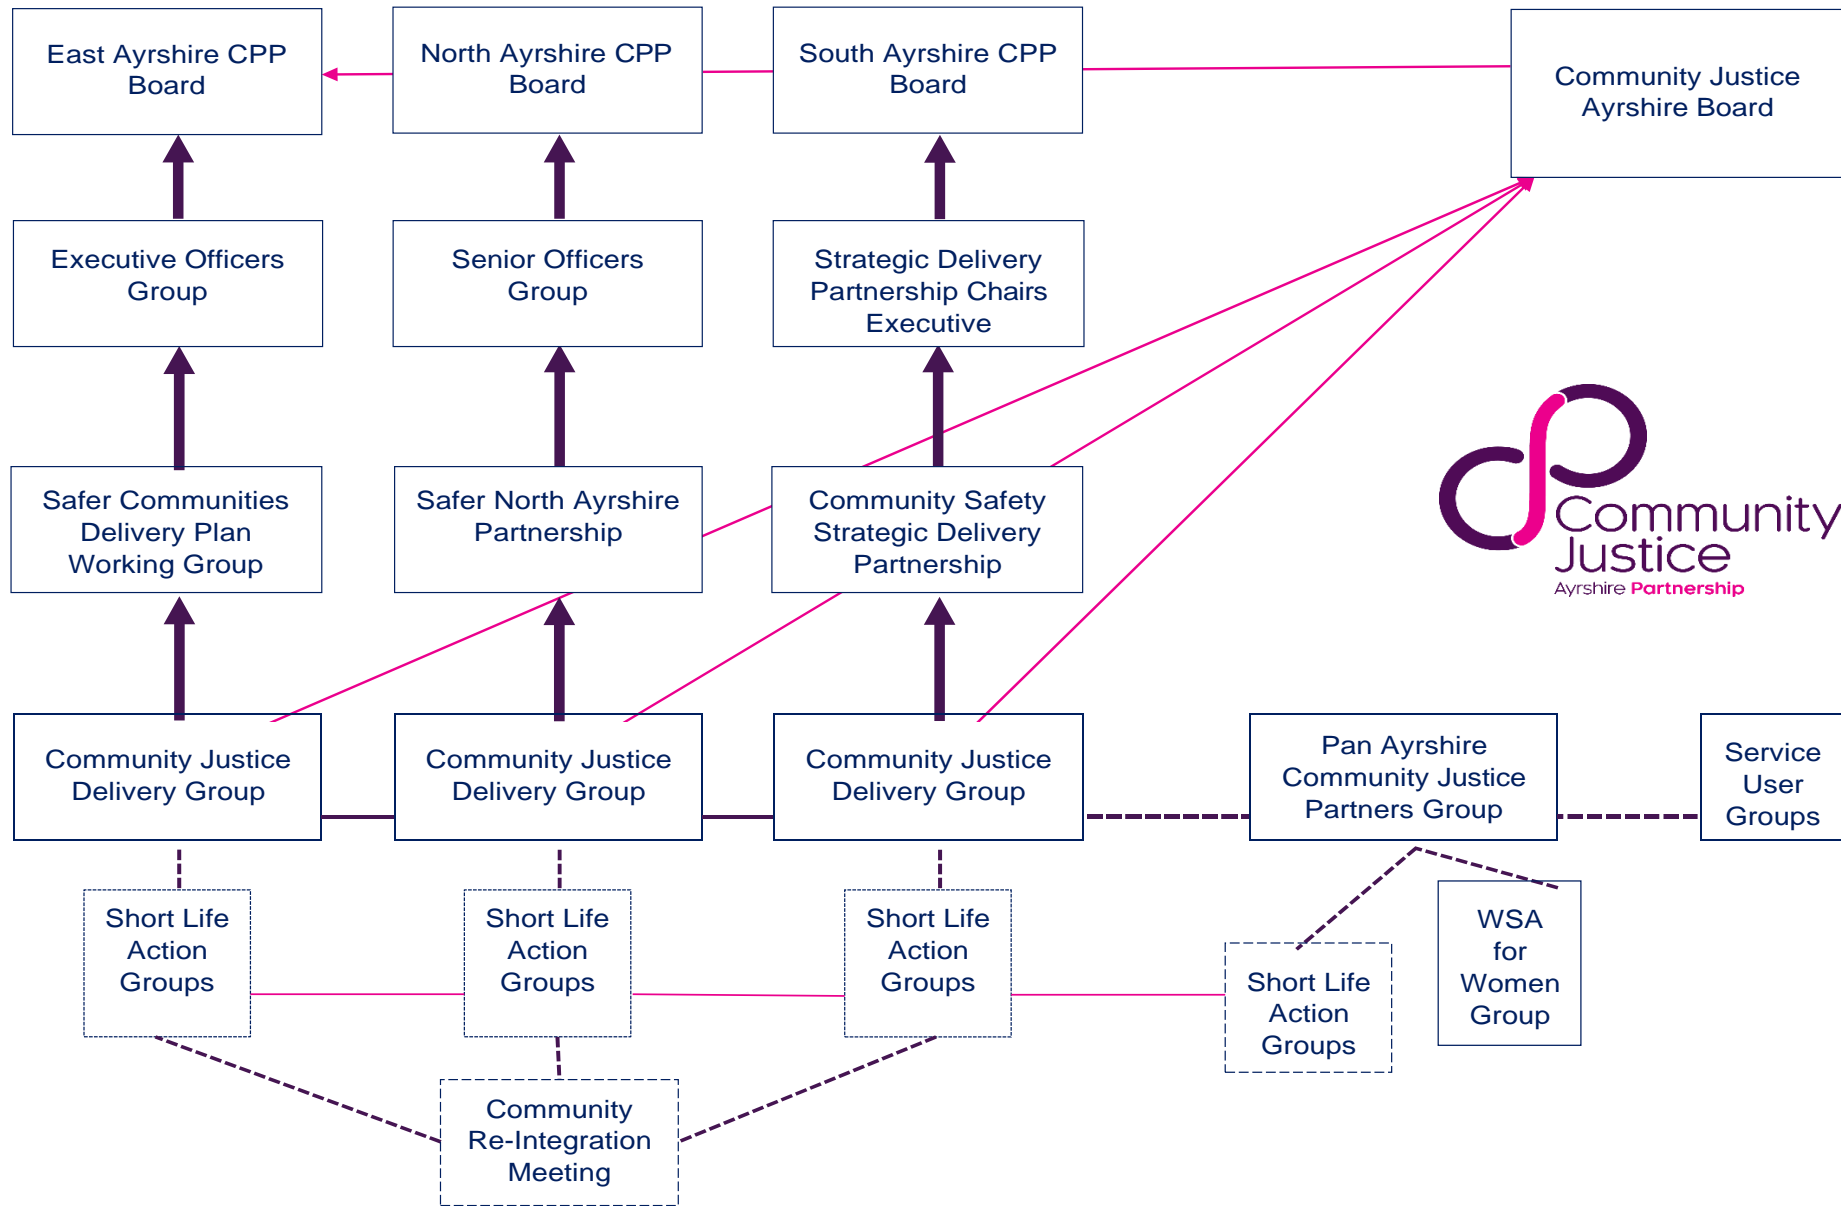 East Ayrshire CPP
Board
North Ayrshire CPP
Board
South Ayrshire CPP
Board
Community Justice
Ayrshire Board
Executive Officers
Group
Senior Officers
Group
Strategic Delivery
Partnership Chairs
Executive
Safer Communities
Delivery Plan
Working Group
Safer North Ayrshire
Partnership
Community Safety
Strategic Delivery
Partnership
Community
Justice
Ayrshire Partnership
Community Justice
Delivery Group
Community Justice
Delivery Group
Community Justice
Delivery Group
Pan Ayrshire
Community Justice
Partners Group
Service
User
Groups
Short Life
Action
Groups
Short Life
Action
Groups
Short Life
Action
Groups
Short Life
Action
Groups
WSA
for
Women
Group
Community
Re-Integration
Meeting